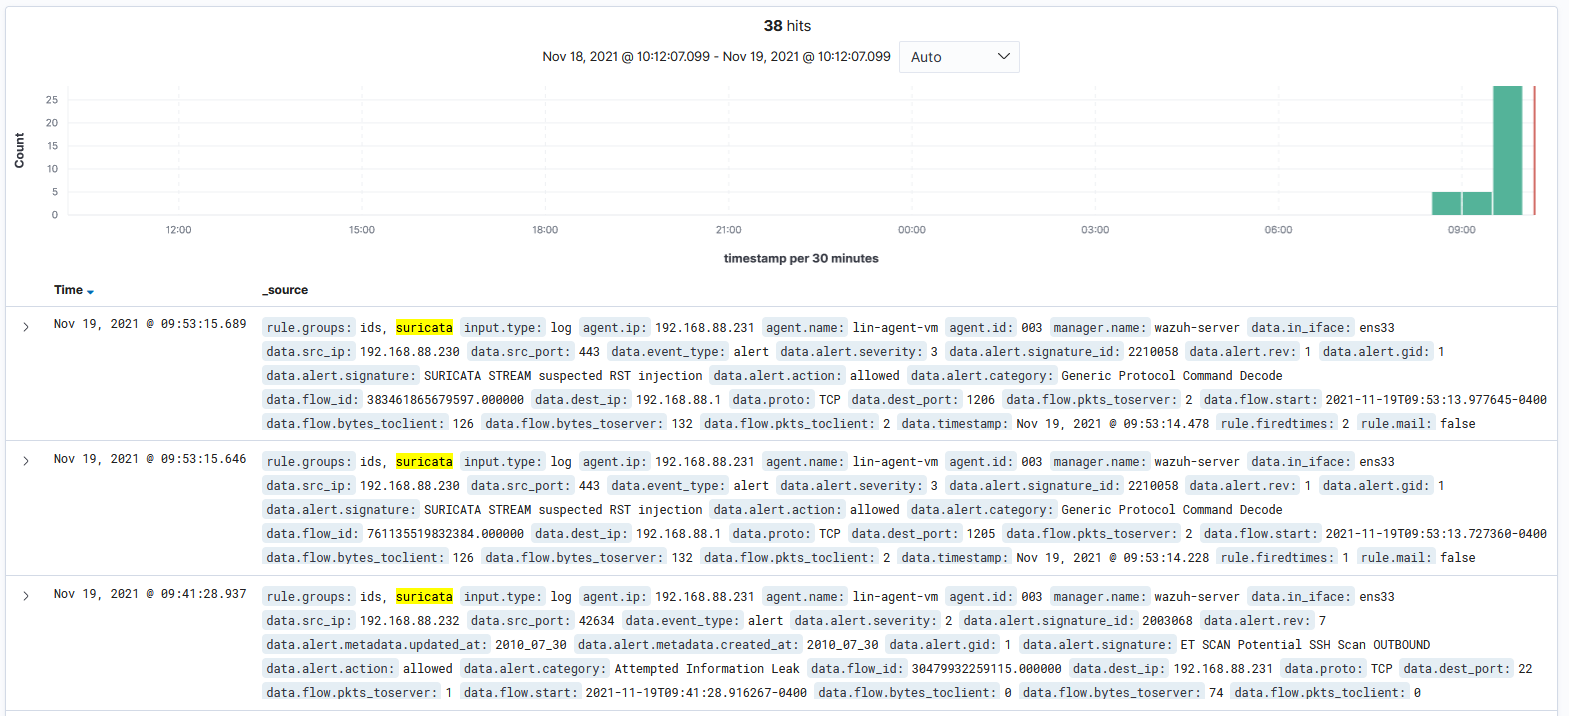 38 hits
Nov 18, 2021 @ 10:12:07.099 - Nov 19, 2021 @ 10:12:07.099 Auto
Count
25
20
15
10
5
0
12:00 15:00 18:00 21:00 00:00 03:00 06:00 09:00
timestamp per 30 minutes
Time _source
Nov 19, 2021 @ 09:53:15.689 rule.groups: ids, suricata input.type: log agent.ip: 192.168.88.231 agent.name: lin-agent-vm agent.id: 003 manager.name: wazuh-server data.in_iface: ens33
data.src_ip: 192.168.88.230 data.src_port: 443 data.event_type: alert data.alert.severity: 3 data.alert.signature_id: 2210058 data.alert.rev: 1 data.alert.gid: 1
data.alert.signature: SURICATA STREAM suspected RST injection data.alert.action: allowed data.alert.category: Generic Protocol Command Decode
data.flow_id: 383461865679597.000000 data.dest_ip: 192.168.88.1 data.proto: TCP data.dest_port: 1206 data.flow.pkts_toserver: 2 data.flow.start: 2021-11-19T09:53:13.977645-0400
data.flow.bytes_toclient: 126 data.flow.bytes_toserver: 132 data.flow.pkts_toclient: 2 data.timestamp: Nov 19, 2021 @ 09:53:14.478 rule.firedtimes: 2 rule.mail: false
Nov 19, 2021 @ 09:53:15.646 rule.groups: ids, suricata input.type: log agent.ip: 192.168.88.231 agent.name: lin-agent-vm agent.id: 003 manager.name: wazuh-server data.in_iface: ens33
data.src_ip: 192.168.88.230 data.src_port: 443 data.event_type: alert data.alert.severity: 3 data.alert.signature_id: 2210058 data.alert.rev: 1 data.alert.gid: 1
data.alert.signature: SURICATA STREAM suspected RST injection data.alert.action: allowed data.alert.category: Generic Protocol Command Decode
data.flow_id: 761135519832384.000000 data.dest_ip: 192.168.88.1 data.proto: TCP data.dest_port: 1205 data.flow.pkts_toserver: 2 data.flow.start: 2021-11-19T09:53:13.727360-0400
data.flow.bytes_toclient: 126 data.flow.bytes_toserver: 132 data.flow.pkts_toclient: 2 data.timestamp: Nov 19, 2021 @ 09:53:14.228 rule.firedtimes: 1 rule.mail: false
Nov 19, 2021 @ 09:41:28.937 rule.groups: ids, suricata input.type: log agent.ip: 192.168.88.231 agent.name: lin-agent-vm agent.id: 003 manager.name: wazuh-server data.in_iface: ens33
data.src_ip: 192.168.88.232 data.src_port: 42634 data.event_type: alert data.alert.severity: 2 data.alert.signature_id: 2003068 data.alert.rev: 7
data.alert.metadata.updated_at: 2010_07_30 data.alert.metadata.created_at: 2010_07_30 data.alert.gid: 1 data.alert.signature: ET SCAN Potential SSH Scan OUTBOUND
data.alert.action: allowed data.alert.category: Attempted Information Leak data.flow_id: 30479932259115.000000 data.dest_ip: 192.168.88.231 data.proto: TCP data.dest_port: 22
data.flow.pkts_toserver: 1 data.flow.start: 2021-11-19T09:41:28.916267-0400 data.flow.bytes_toclient: 0 data.flow.bytes_toserver: 74 data.flow.pkts_toclient: 0